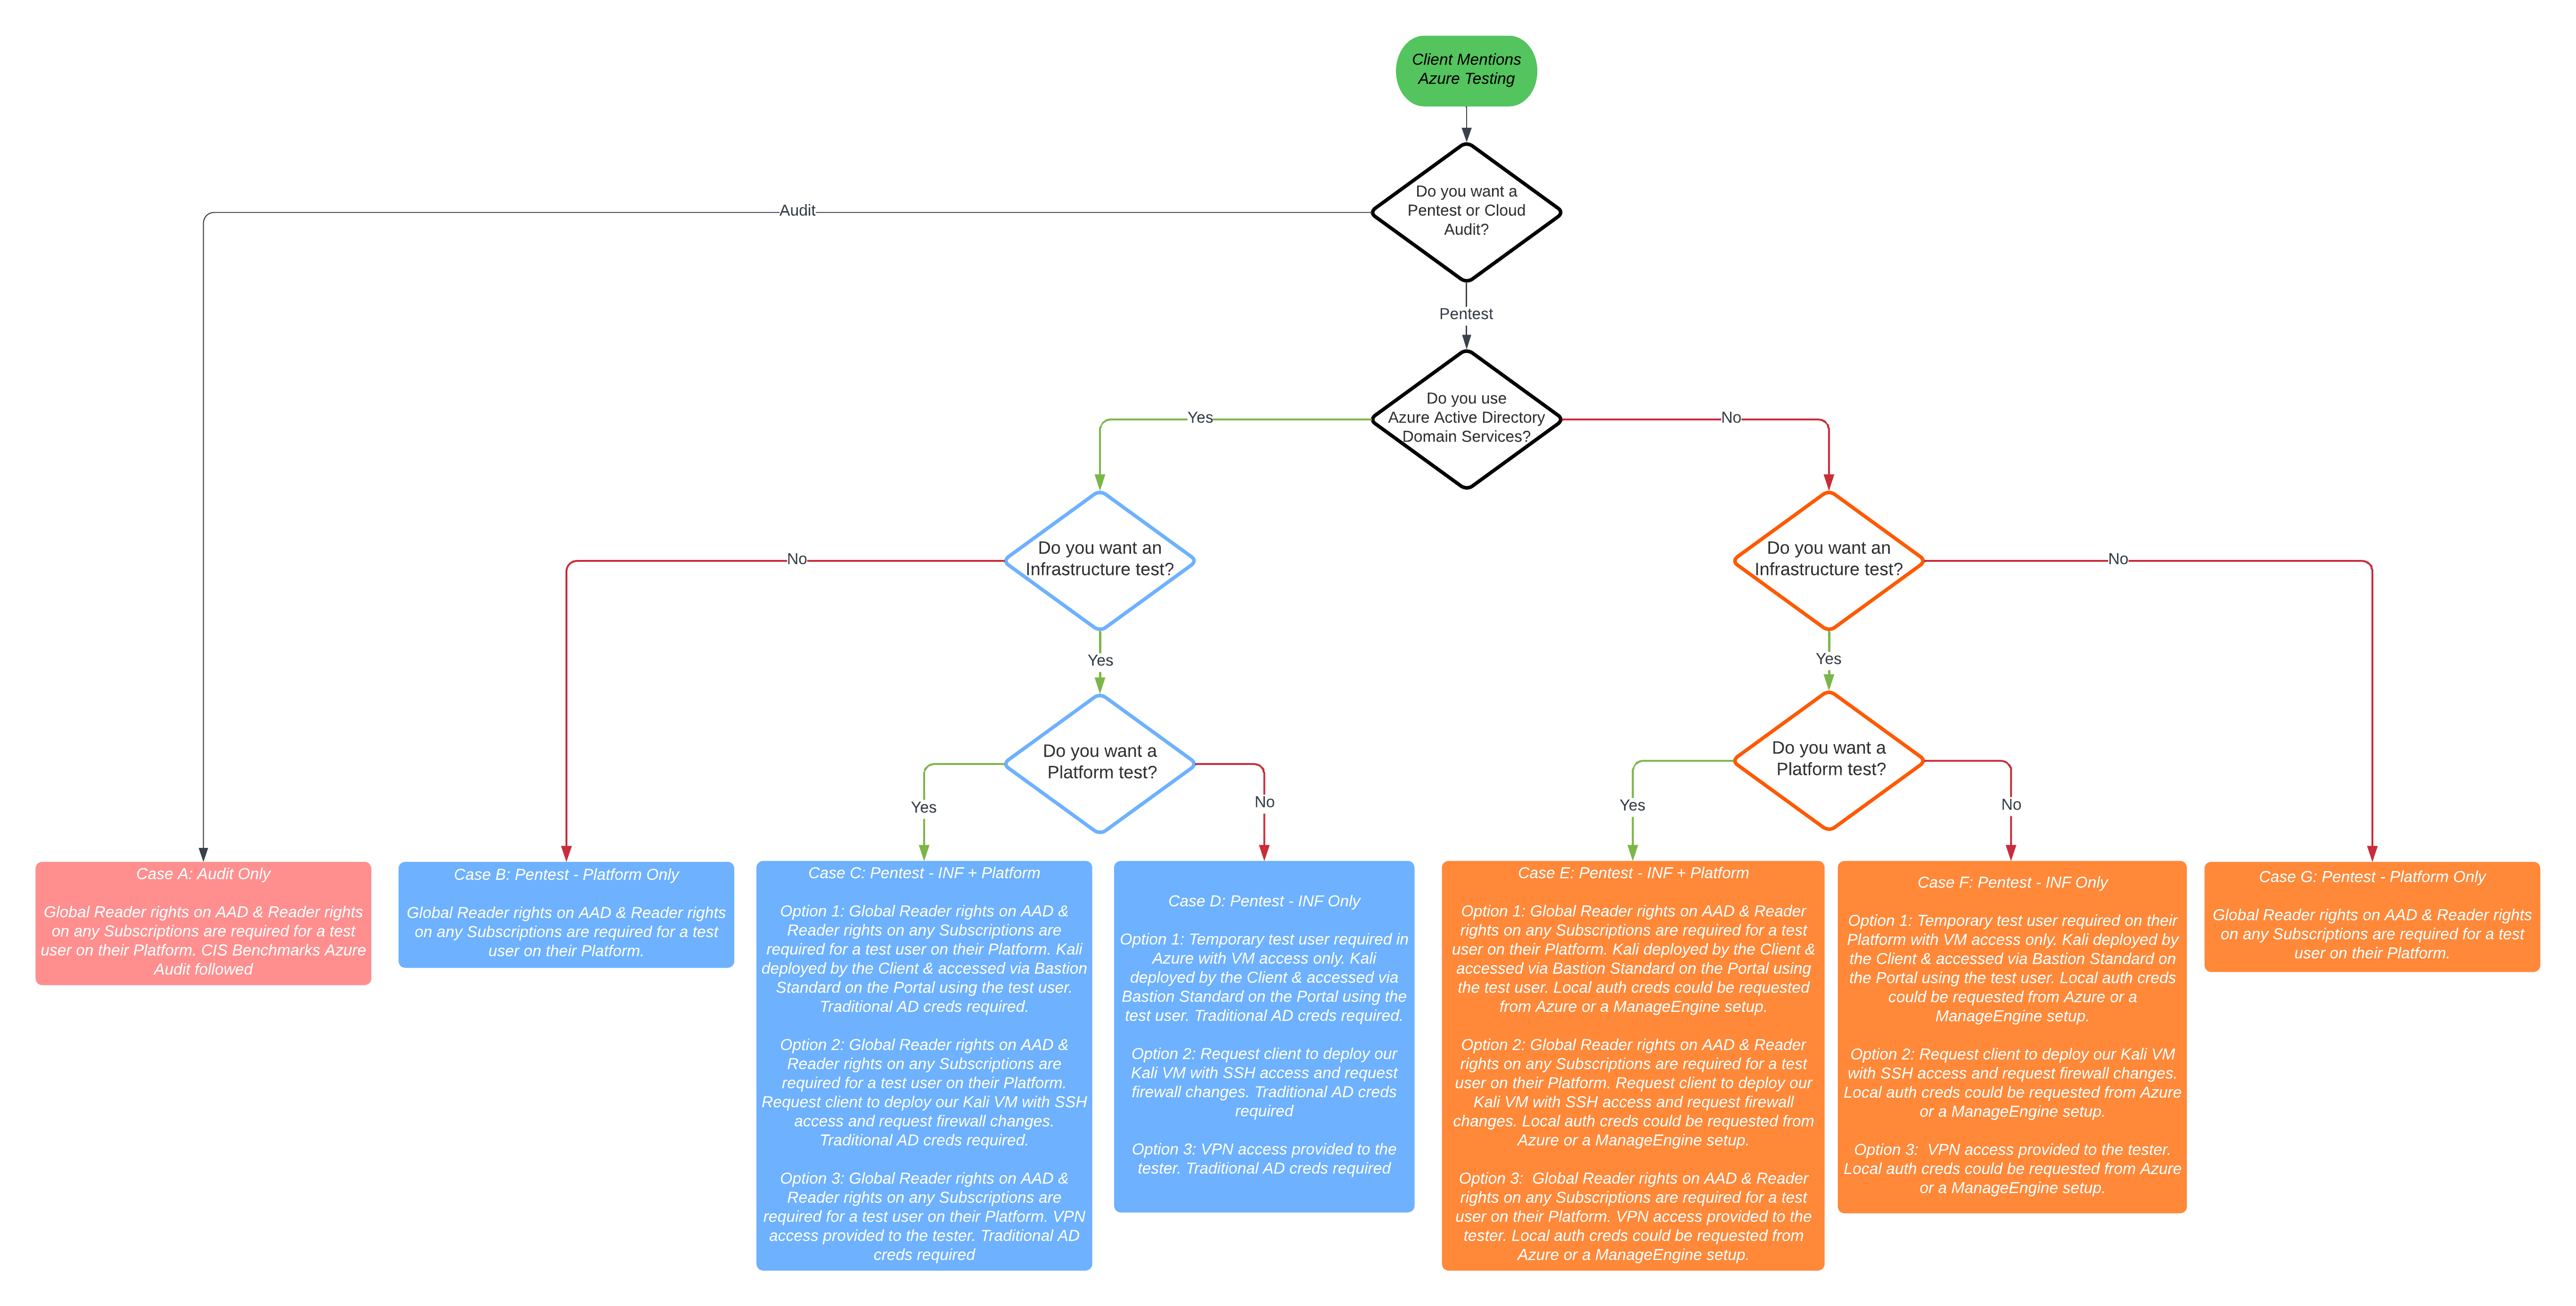 Client Mentions
Azure Testing
Do you want a
Pentest or Cloud
Audit?
Audit
Pentest
Do you use
Azure Active Directory
Domain Services?
Yes
No
Do you want an
Infrastructure test?
Do you want an
Infrastructure test?
No
No
Yes
Yes
Do you want a
Platform test?
Do you want a
Platform test?
Yes
No
Yes
No
Case A: Audit Only
Global Reader rights on AAD & Reader rights
on any Subscriptions are required for a test
user on their Platform. CIS Benchmarks Azure
Audit followed
Case B: Pentest - Platform Only
Global Reader rights on AAD & Reader rights
on any Subscriptions are required for a test
user on their Platform.
Case C: Pentest - INF + Platform
Option 1: Global Reader rights on AAD &
Reader rights on any Subscriptions are
required for a test user on their Platform. Kali
deployed by the Client & accessed via Bastion
Standard on the Portal using the test user.
Traditional AD creds required.
Option 2: Global Reader rights on AAD &
Reader rights on any Subscriptions are
required for a test user on their Platform.
Request client to deploy our Kali VM with SSH
access and request firewall changes.
Traditional AD creds required.
Option 3: Global Reader rights on AAD &
Reader rights on any Subscriptions are
required for a test user on their Platform. VPN
access provided to the tester. Traditional AD
creds required
Case D: Pentest - INF Only
Option 1: Temporary test user required in
Azure with VM access only. Kali
deployed by the Client & accessed via
Bastion Standard on the Portal using the
test user. Traditional AD creds required.
Option 2: Request client to deploy our
Kali VM with SSH access and request
firewall changes. Traditional AD creds
required
Option 3: VPN access provided to the
tester. Traditional AD creds required
Case E: Pentest - INF + Platform
Option 1: Global Reader rights on AAD & Reader
rights on any Subscriptions are required for a test
user on their Platform. Kali deployed by the Client &
accessed via Bastion Standard on the Portal using
the test user. Local auth creds could be requested
from Azure or a ManageEngine setup.
Option 2: Global Reader rights on AAD & Reader
rights on any Subscriptions are required for a test
user on their Platform. Request client to deploy our
Kali VM with SSH access and request firewall
changes. Local auth creds could be requested from
Azure or a ManageEngine setup.
Option 3:  Global Reader rights on AAD & Reader
rights on any Subscriptions are required for a test
user on their Platform. VPN access provided to the
tester. Local auth creds could be requested from
Azure or a ManageEngine setup.
Case F: Pentest - INF Only
Option 1: Temporary test user required on their
Platform with VM access only. Kali deployed by
the Client & accessed via Bastion Standard on
the Portal using the test user. Local auth creds
could be requested from Azure or a
ManageEngine setup.
Option 2: Request client to deploy our Kali VM
with SSH access and request firewall changes.
Local auth creds could be requested from Azure
or a ManageEngine setup.
Option 3:  VPN access provided to the tester.
Local auth creds could be requested from Azure
or a ManageEngine setup.
Case G: Pentest - Platform Only
Global Reader rights on AAD & Reader rights
on any Subscriptions are required for a test
user on their Platform.